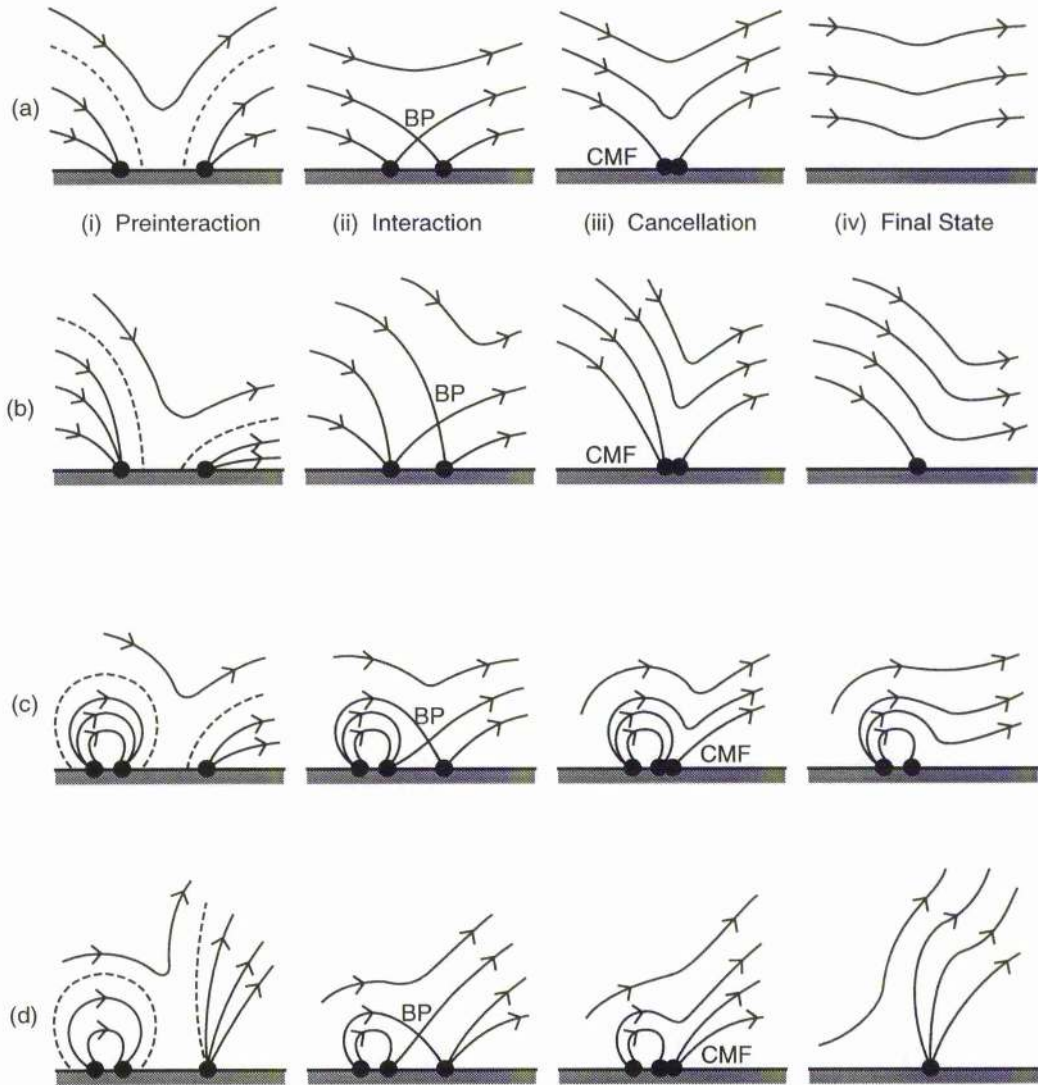 (a)
BP
CMF
(i) Preinteraction
(ii) Interaction
(iii) Cancellation
(iv) Final State
(b)
BP
CMF
(c)
BP
CMF
(d)
BP
CMF